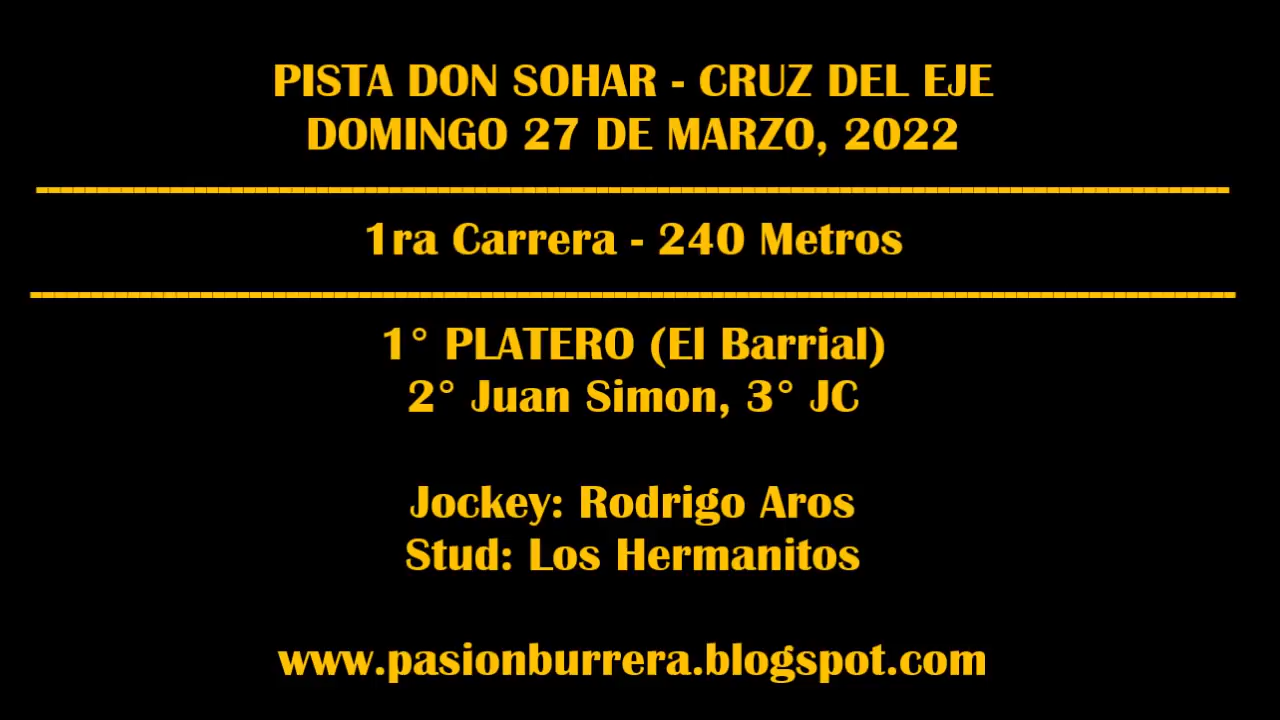 PISTA DON SOHAR - CRUZ DEL EJE
DOMINGO 27 DE MARZO, 2022
1ra Carrera - 240 Metros
1° PLATERO (El Barrial)
2° Juan Simon, 3° JC
Jockey: Rodrigo Aros
Stud: Los Hermanitos
www.pasionburrera.blogspot.com